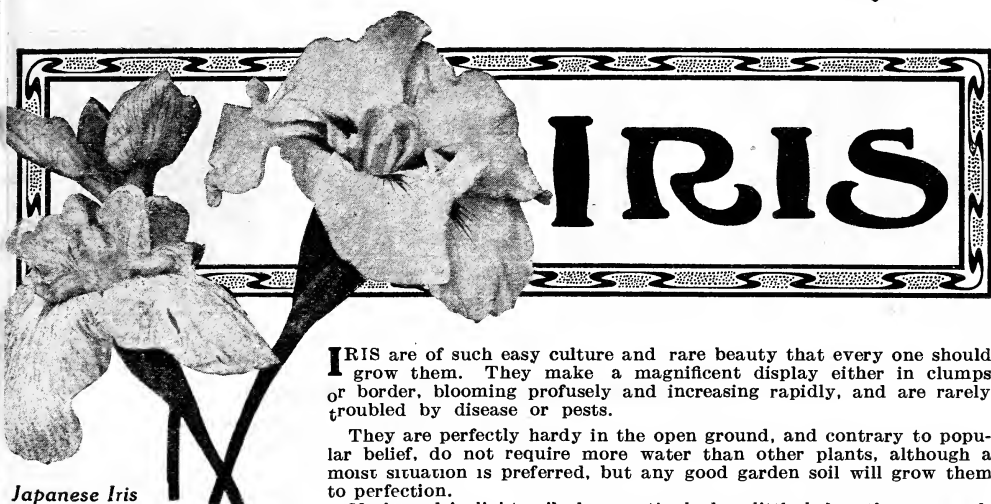 IRIS
IRIS are of such easy culture and rare beauty that every one should
grow them. They make a magnificent display either in clumps
or border, blooming profusely and increasing rapidly, and are rarely
troubled by disease or pests.
They are perfectly hardy in the open ground, and contrary to popu-
lar belief, do not require more water than other plants, although a
moist situation is preferred, but any good garden soil will grow them
to perfection.
Japanese Iris